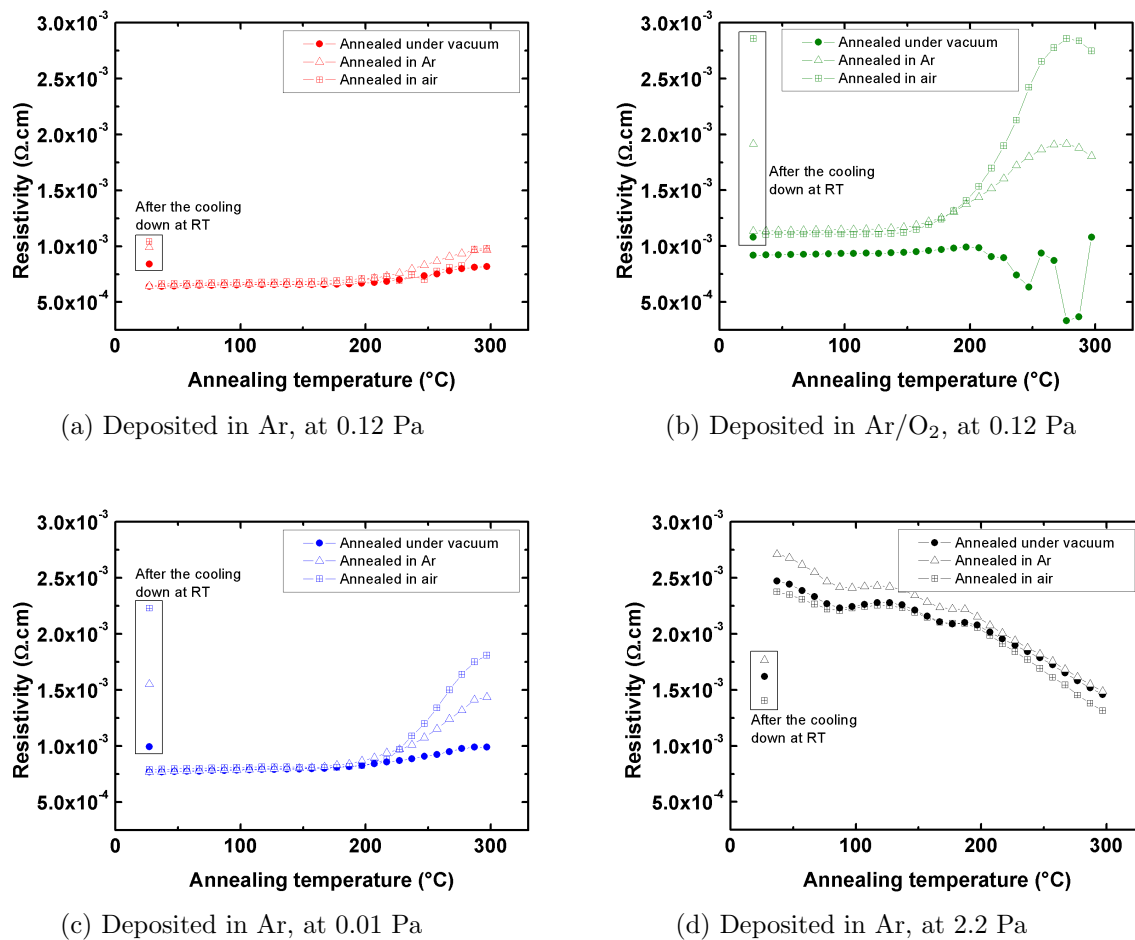 3.0x10⁻³
2.5x10⁻³
2.0x10⁻³
1.5x10⁻³
1.0x10⁻³
5.0x10⁻⁴
Resistivity (Ω.cm)
Annealed under vacuum
Annealed in Ar
Annealed in air
After the cooling
down at RT
0 100 200 300
Annealing temperature (°C)
(a) Deposited in Ar, at 0.12 Pa
3.0x10⁻³
2.5x10⁻³
2.0x10⁻³
1.5x10⁻³
1.0x10⁻³
5.0x10⁻⁴
Resistivity (Ω.cm)
Annealed under vacuum
Annealed in Ar
Annealed in air
After the cooling
down at RT
0 100 200 300
Annealing temperature (°C)
(b) Deposited in Ar/O₂, at 0.12 Pa
3.0x10⁻³
2.5x10⁻³
2.0x10⁻³
1.5x10⁻³
1.0x10⁻³
5.0x10⁻⁴
Resistivity (Ω.cm)
Annealed under vacuum
Annealed in Ar
Annealed in air
After the cooling
down at RT
0 100 200 300
Annealing temperature (°C)
(c) Deposited in Ar, at 0.01 Pa
3.0x10⁻³
2.5x10⁻³
2.0x10⁻³
1.5x10⁻³
1.0x10⁻³
5.0x10⁻⁴
Resistivity (Ω.cm)
Annealed under vacuum
Annealed in Ar
Annealed in air
After the cooling
down at RT
0 100 200 300
Annealing temperature (°C)
(d) Deposited in Ar, at 2.2 Pa